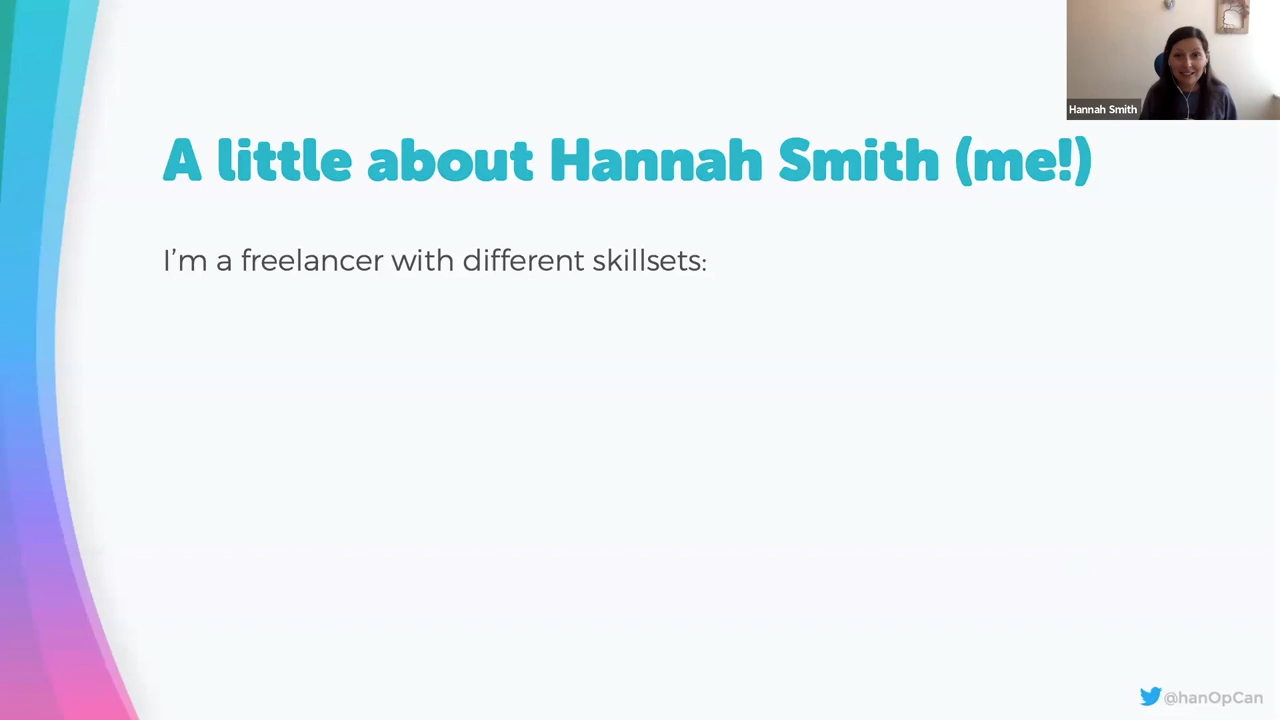 Hannah Smith
A little about Hannah Smith (me!)
I’m a freelancer with different skillsets:
@hanOpCan